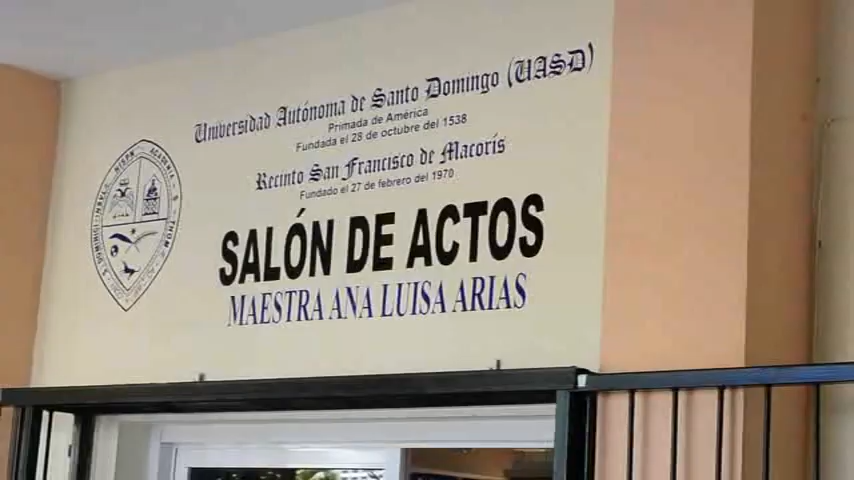 Universidad Autónoma de Santo Domingo (UASD)
Primada de América
Fundada el 28 de octubre del 1538
Recinto San Francisco de Macorís
Fundado el 27 de febrero del 1970
SALÓN DE ACTOS
MAESTRA ANA LUISA ARIAS